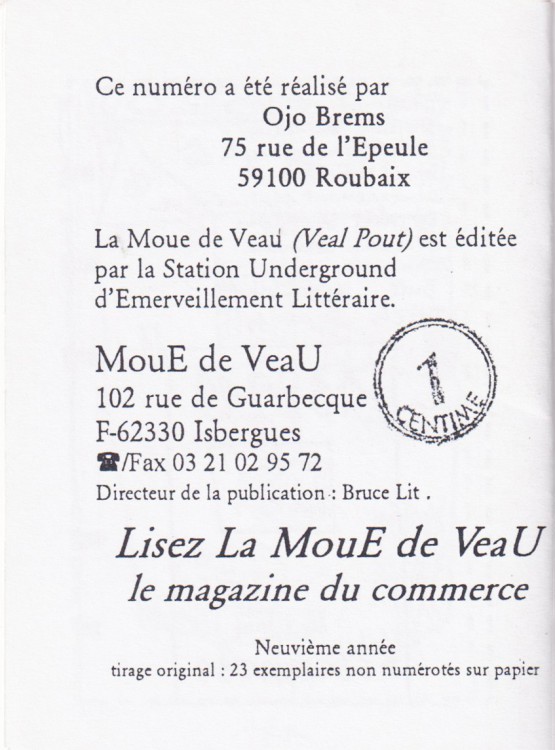 Ce numéro a été réalisé par
Ojo Brems
75 rue de l'Epeule
59100 Roubaix
La Moue de Veau (Veal Pout) est éditée
par la Station Underground
d'Emerveillement Littéraire.
MouE de VeaU
102 rue de Guarbecque
F-62330 Isbergues
☎/Fax 03 21 02 95 72
Directeur de la publication : Bruce Lit .
1
CENTIME
Lisez La MouE de VeaU
le magazine du commerce
Neuvième année
tirage original : 23 exemplaires non numérotés sur papier